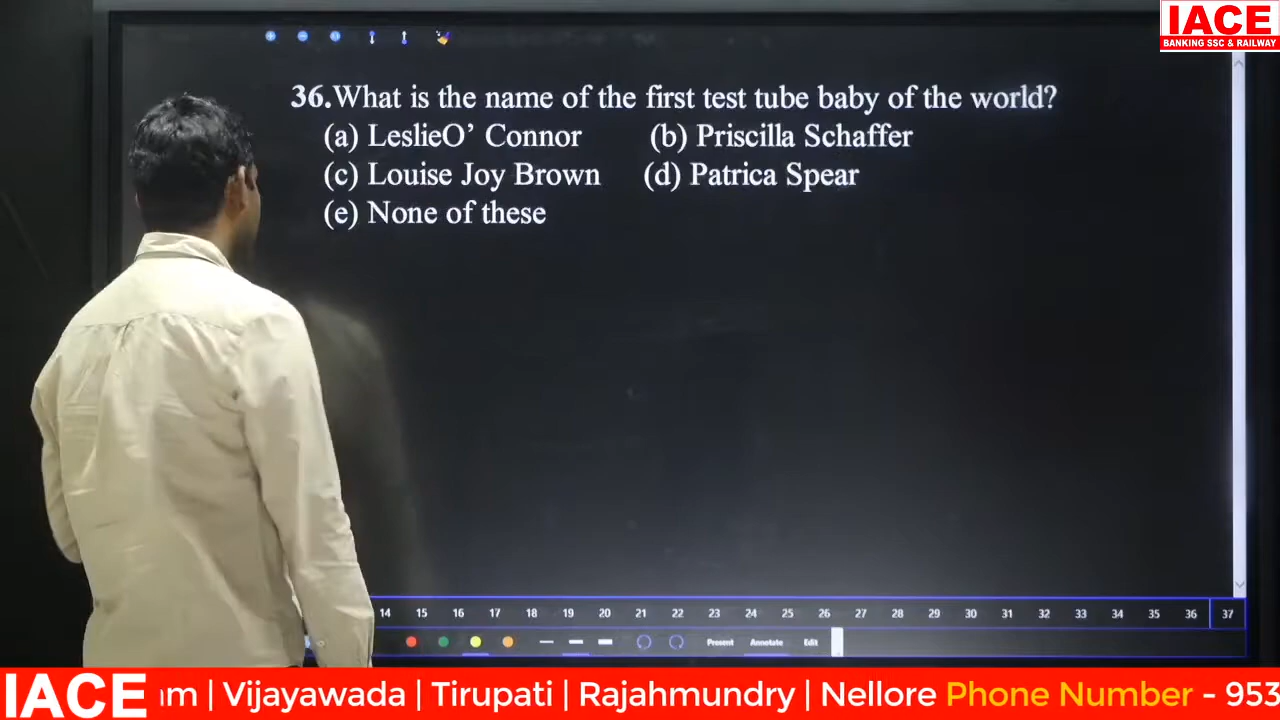 IACE
BANKING SSC & RAILWAY
36.What is the name of the first test tube baby of the world?
(a) LeslieO' Connor (b) Priscilla Schaffer
(c) Louise Joy Brown (d) Patrica Spear
(e) None of these
14 15 16 17 18 19 20 21 22 23 24 25 26 27 28 29 30 31 32 33 34 35 36 37
Present Annotate Edit
IACE am | Vijayawada | Tirupati | Rajahmundry | Nellore Phone Number - 953